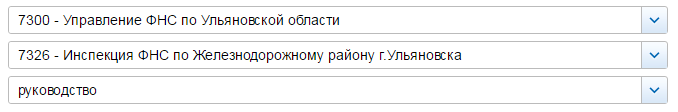 7300 - Управление ФНС по Ульяновской области
7326 - Инспекция ФНС по Железнодорожному району г.Ульяновска
руководство